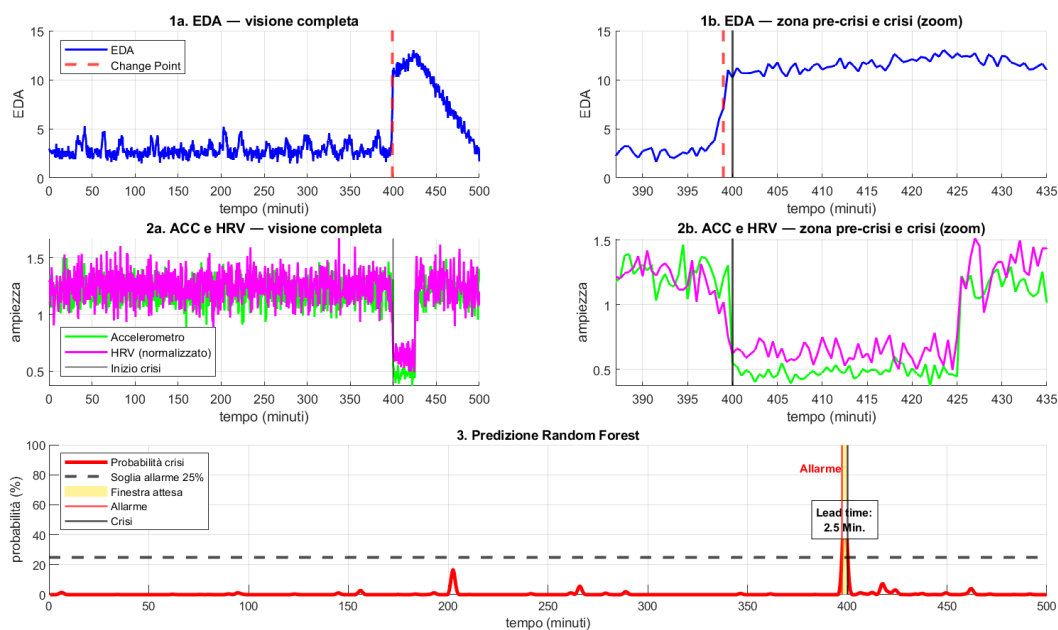 1a. EDA — visione completa
EDA
15
10
5
0
EDA
Change Point
0 50 100 150 200 250 300 350 400 450 500
tempo (minuti)
1b. EDA — zona pre-crisi e crisi (zoom)
EDA
15
10
5
0
390 395 400 405 410 415 420 425 430 435
tempo (minuti)
2a. ACC e HRV — visione completa
ampiezza
1.5
1
0.5
Accelerometro
HRV (normalizzato)
Inizio crisi
0 50 100 150 200 250 300 350 400 450 500
tempo (minuti)
2b. ACC e HRV — zona pre-crisi e crisi (zoom)
ampiezza
1.5
1
0.5
390 395 400 405 410 415 420 425 430 435
tempo (minuti)
3. Predizione Random Forest
probabilità (%)
100
80
60
40
20
0
Probabilità crisi
Soglia allarme 25%
Finestra attesa
Allarme
Crisi
Allarme
Lead time:
2.5 Min.
0 50 100 150 200 250 300 350 400 450 500
tempo (minuti)